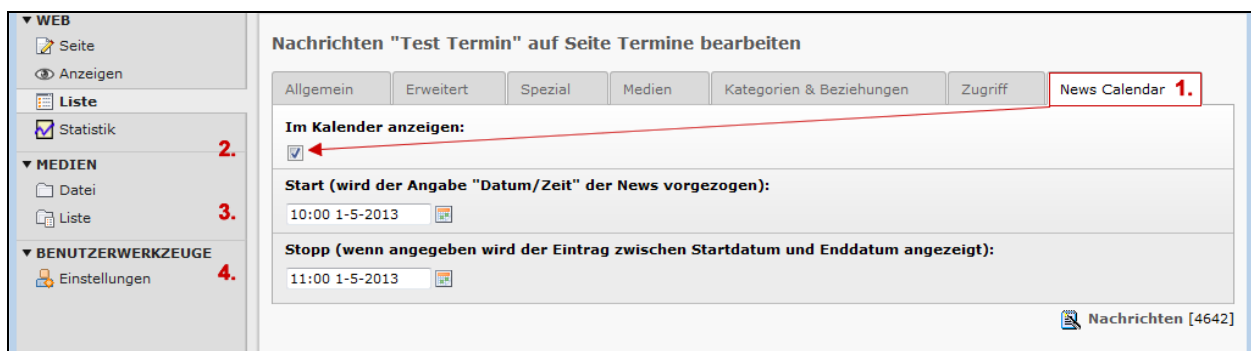 ▼ WEB
Seite
Anzeigen
Liste
Statistik
2.
▼ MEDIEN
Datei
Liste
3.
▼ BENUTZERWERKZEUGE
Einstellungen
4.
Nachrichten "Test Termin" auf Seite Termine bearbeiten
Allgemein Erweitert Spezial Medien Kategorien & Beziehungen Zugriff News Calendar 1.
Im Kalender anzeigen:
Start (wird der Angabe "Datum/Zeit" der News vorgezogen):
10:00 1-5-2013
Stopp (wenn angegeben wird der Eintrag zwischen Startdatum und Enddatum angezeigt):
11:00 1-5-2013
Nachrichten [4642]